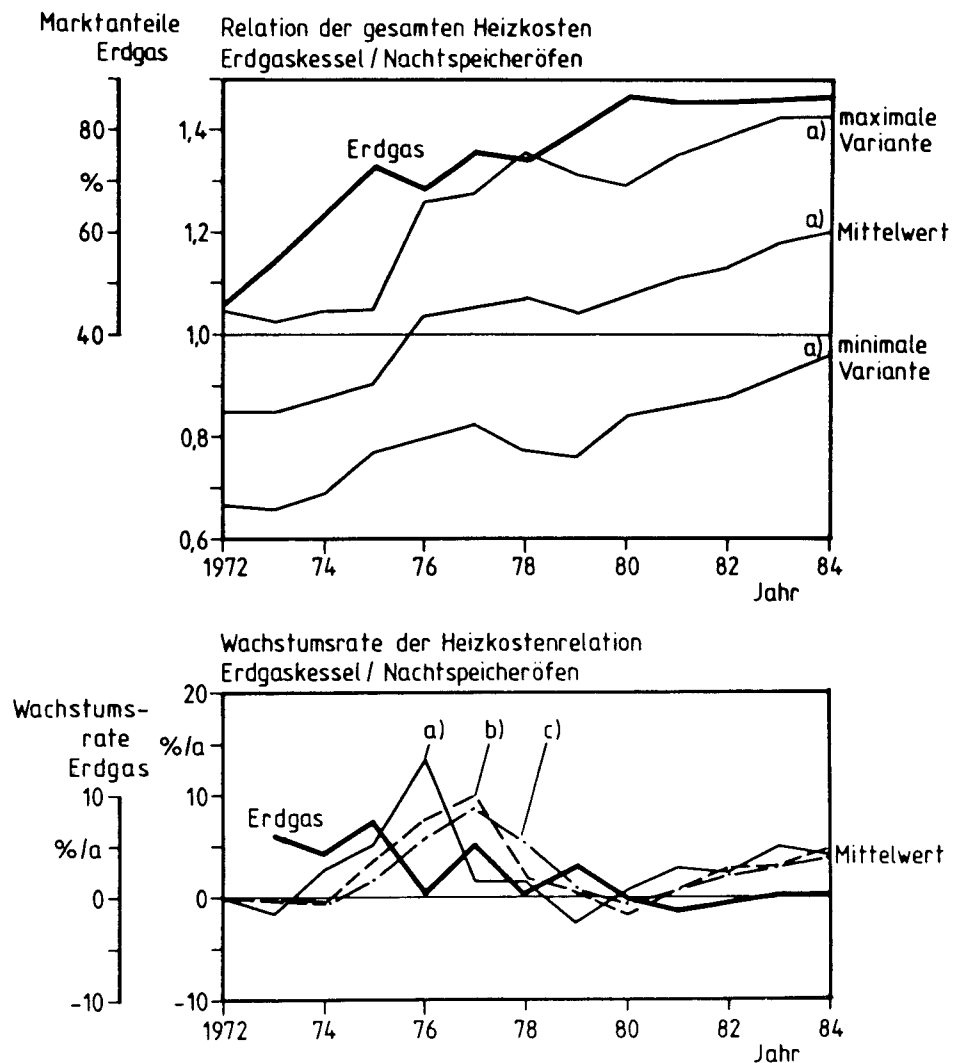 Marktanteile
Erdgas
Relation der gesamten Heizkosten
Erdgaskessel / Nachtspeicheröfen
80
%
60
40
1,4
1,2
1,0
0,8
0,6
Erdgas
a) maximale
Variante
a) Mittelwert
a) minimale
Variante
1972 74 76 78 80 82 84
Jahr
Wachstumsrate der Heizkostenrelation
Erdgaskessel / Nachtspeicheröfen
Wachstums-
rate
Erdgas
10
%/a
0
-10
20
%/a
10
0
-10
Erdgas
a) b) c)
Mittelwert
1972 74 76 78 80 82 84
Jahr